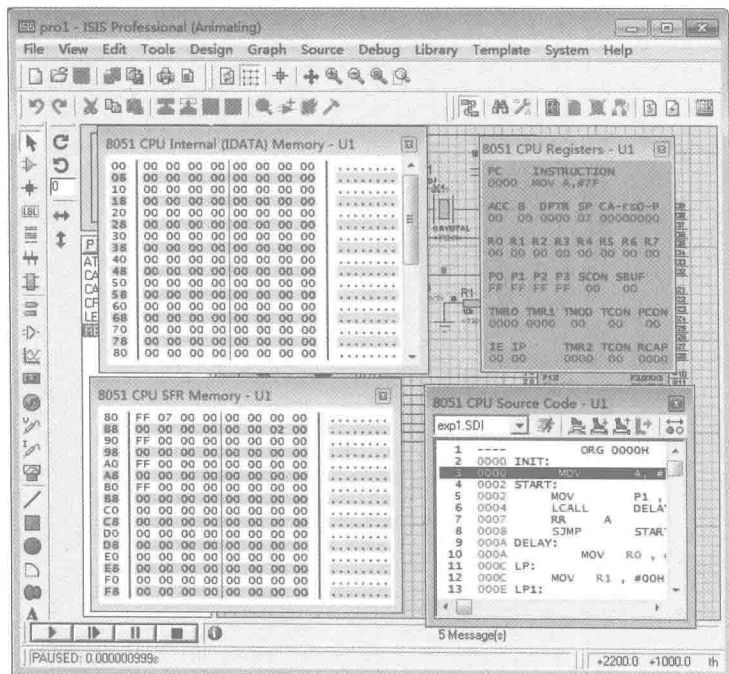 pro1 - ISIS Professional (Animating)
File View Edit Tools Design Graph Source Debug Library Template System Help
0
8051 CPU Internal (IDATA) Memory - U1
00 00 00 00 00 00 00 00 00 ........
08 00 00 00 00 00 00 00 00 ........
10 00 00 00 00 00 00 00 00 ........
18 00 00 00 00 00 00 00 00 ........
20 00 00 00 00 00 00 00 00 ........
28 00 00 00 00 00 00 00 00 ........
30 00 00 00 00 00 00 00 00 ........
38 00 00 00 00 00 00 00 00 ........
40 00 00 00 00 00 00 00 00 ........
48 00 00 00 00 00 00 00 00 ........
50 00 00 00 00 00 00 00 00 ........
58 00 00 00 00 00 00 00 00 ........
60 00 00 00 00 00 00 00 00 ........
68 00 00 00 00 00 00 00 00 ........
70 00 00 00 00 00 00 00 00 ........
78 00 00 00 00 00 00 00 00 ........
80 00 00 00 00 00 00 00 00 ........
8051 CPU Registers - U1
PC INSTRUCTION
0000 MOV A,#7F
ACC B DPTR SP CA-rs0-P
00 00 0000 07 00000000
R0 R1 R2 R3 R4 R5 R6 R7
00 00 00 00 00 00 00 00
P0 P1 P2 P3 SCON SBUF
FF FF FF FF 00 00
TMR0 TMR1 TMOD TCON PCON
0000 0000 00 00 00
IE IP TMR2 TCON RCAP
00 00 0000 00 0000
CRYSTAL
R1
P
AT
CA
CA
CF
LE
LBL
A
8051 CPU SFR Memory - U1
80 FF 07 00 00 00 00 00 00 ........
88 00 00 00 00 00 00 02 00 ........
90 FF 00 00 00 00 00 00 00 ........
98 00 00 00 00 00 00 00 00 ........
A0 FF 00 00 00 00 00 00 00 ........
A8 00 00 00 00 00 00 00 00 ........
B0 FF 00 00 00 00 00 00 00 ........
B8 00 00 00 00 00 00 00 00 ........
C0 00 00 00 00 00 00 00 00 ........
C8 00 00 00 00 00 00 00 00 ........
D0 00 00 00 00 00 00 00 00 ........
D8 00 00 00 00 00 00 00 00 ........
E0 00 00 00 00 00 00 00 00 ........
E8 00 00 00 00 00 00 00 00 ........
F0 00 00 00 00 00 00 00 00 ........
F8 00 00 00 00 00 00 00 00 ........
8051 CPU Source Code - U1
exp1.SDI
1 ---- ORG 0000H
2 0000 INIT:
3 0000 MOV A, #
4 0002 START:
5 0002 MOV P1 ,
6 0004 LCALL DELA
7 0007 RR A
8 0008 SJMP STAR
9 000A DELAY:
10 000A MOV R0 , #
11 000C LP:
12 000C MOV R1 , #00H
13 000E LP1:
5 Message(s)
PAUSED: 0.000000999s
+2200.0 +1000.0 th